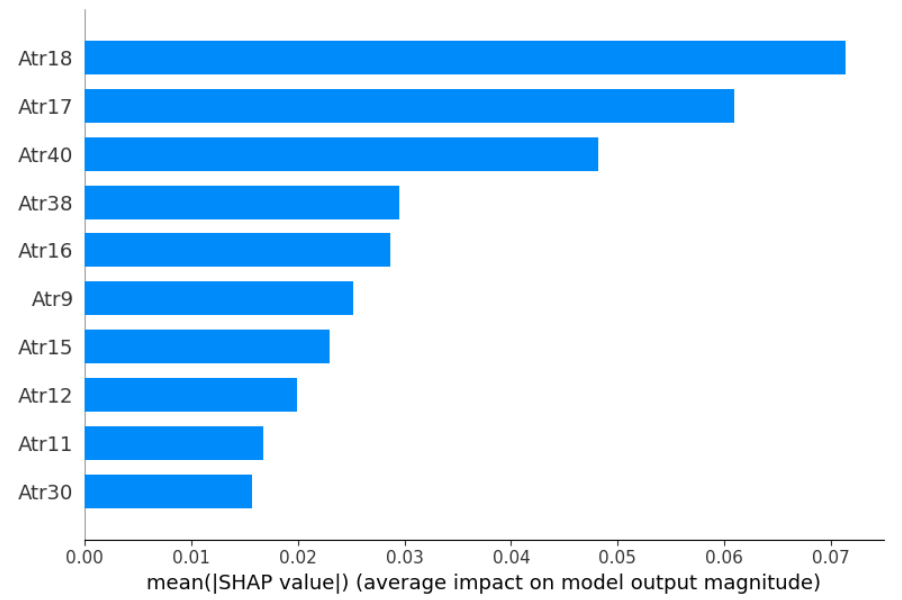 Atr18
Atr17
Atr40
Atr38
Atr16
Atr9
Atr15
Atr12
Atr11
Atr30
0.00 0.01 0.02 0.03 0.04 0.05 0.06 0.07
mean(|SHAP value|) (average impact on model output magnitude)